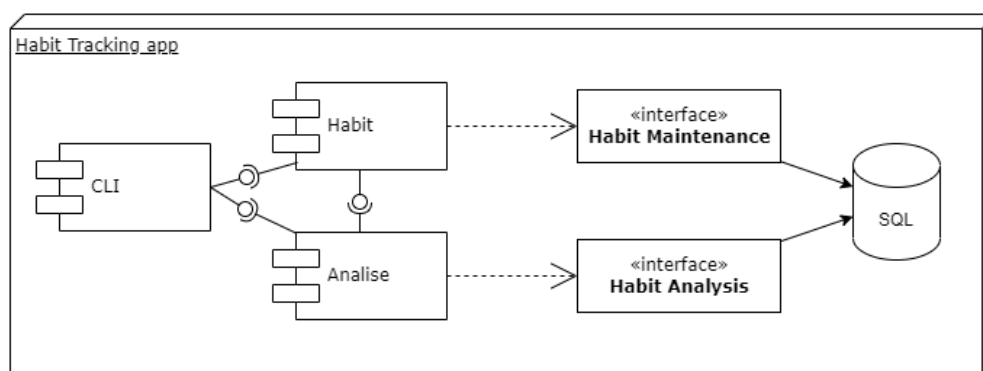 Habit Tracking app
Habit
«interface»
Habit Maintenance
CLI
SQL
Analise
«interface»
Habit Analysis